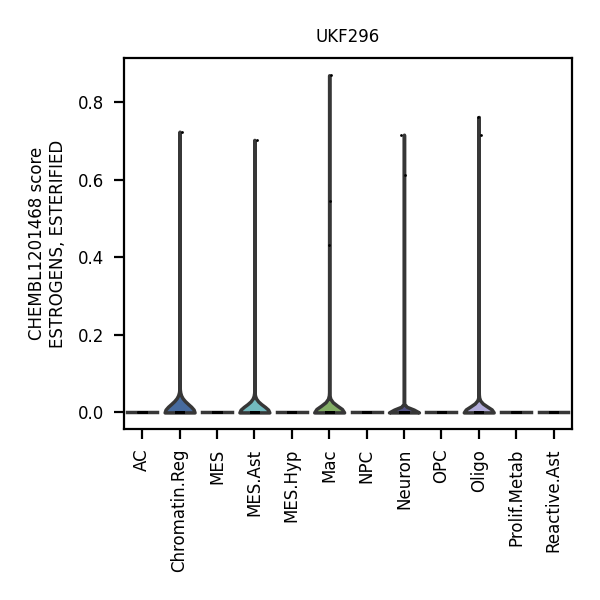 UKF296
CHEMBL1201468 score
ESTROGENS, ESTERIFIED
0.8
0.6
0.4
0.2
0.0
AC
Chromatin.Reg
MES
MES.Ast
MES.Hyp
Mac
NPC
Neuron
OPC
Oligo
Prolif.Metab
Reactive.Ast